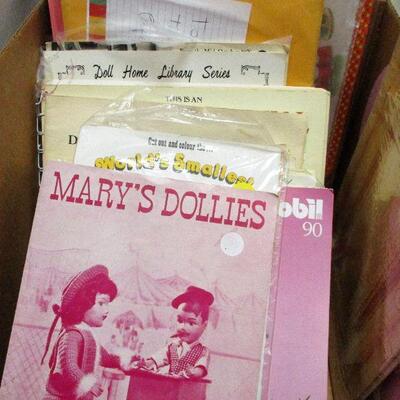 Doll Home Library Series
THIS IS AN
D
Cut out and colour the...
WORLD'S Smallest
MARY'S DOLLIES
obil
90